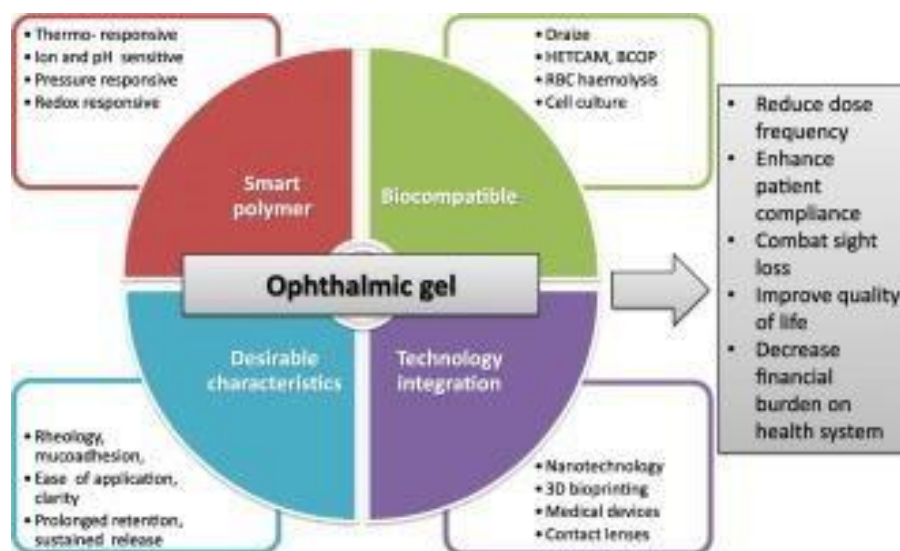 • Thermo- responsive
• Ion and pH sensitive
• Pressure responsive
• Redox responsive
• Draize
• HETCAM, BCOP
• RBC haemolysis
• Cell culture
Smart
polymer
Biocompatible
Ophthalmic gel
Desirable
characteristics
Technology
integration
• Rheology,
mucoadhesion,
• Ease of application,
clarity
• Prolonged retention,
sustained release
• Nanotechnology
• 3D bioprinting
• Medical devices
• Contact lenses
• Reduce dose
frequency
• Enhance
patient
compliance
• Combat sight
loss
• Improve quality
of life
• Decrease
financial
burden on
health system